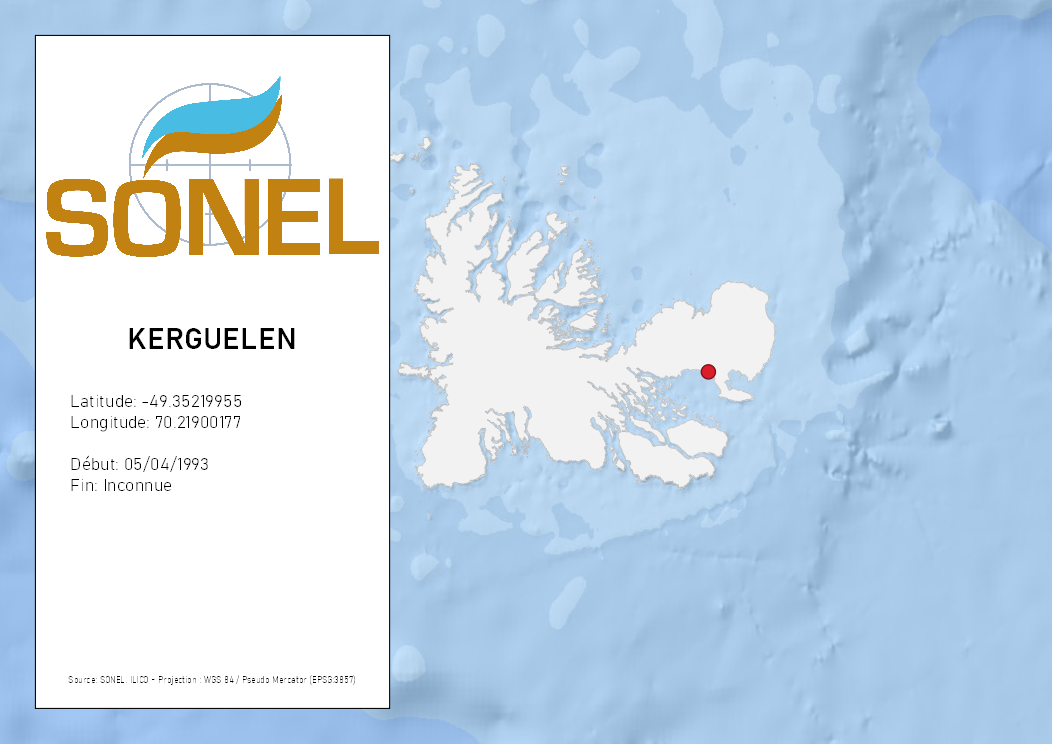 SONEL
KERGUELEN
Latitude: -49.35219955
Longitude: 70.21900177
Début: 05/04/1993
Fin: Inconnue
Source: SONEL, ILICO - Projection : WGS 84 / Pseudo Mercator (EPSG:3857)